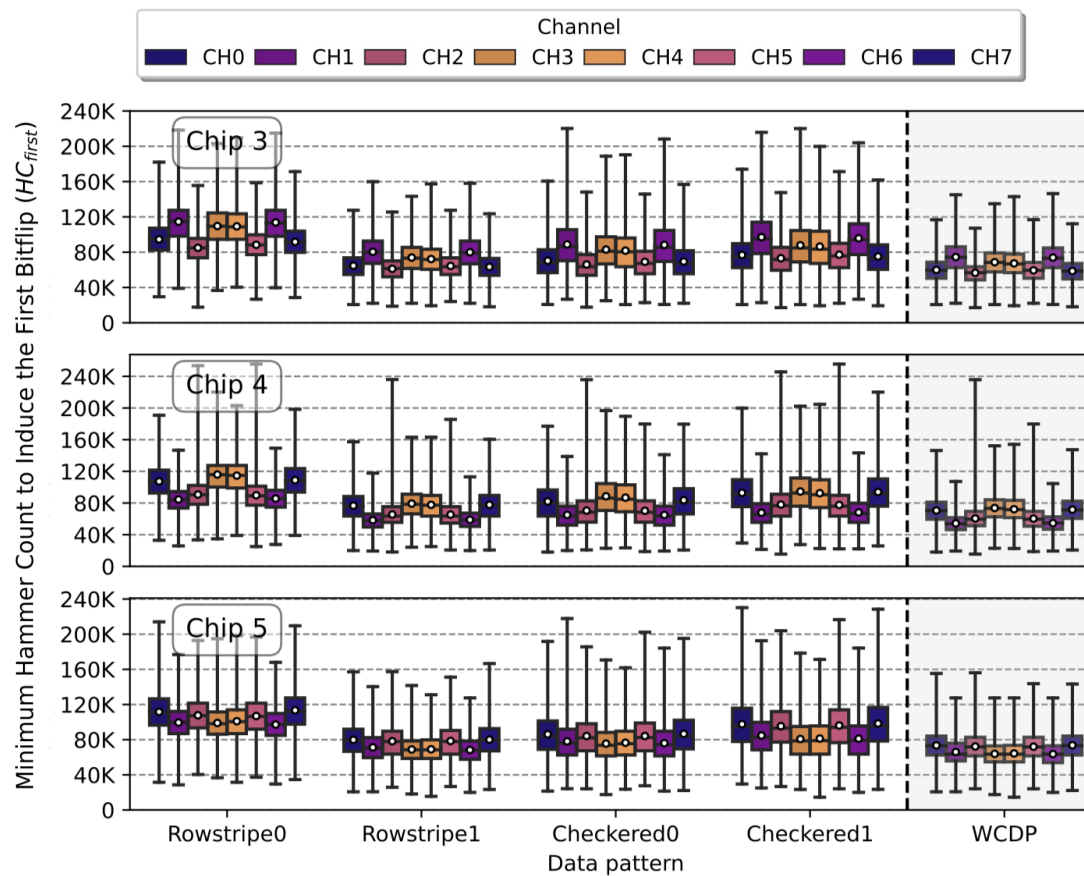 Channel
CH0 CH1 CH2 CH3 CH4 CH5 CH6 CH7
Minimum Hammer Count to Induce the First Bitflip (HCfirst)
240K
200K
160K
120K
80K
40K
0
Chip 3
240K
200K
160K
120K
80K
40K
0
Chip 4
240K
200K
160K
120K
80K
40K
0
Chip 5
Rowstripe0 Rowstripe1 Checkered0 Checkered1 WCDP
Data pattern